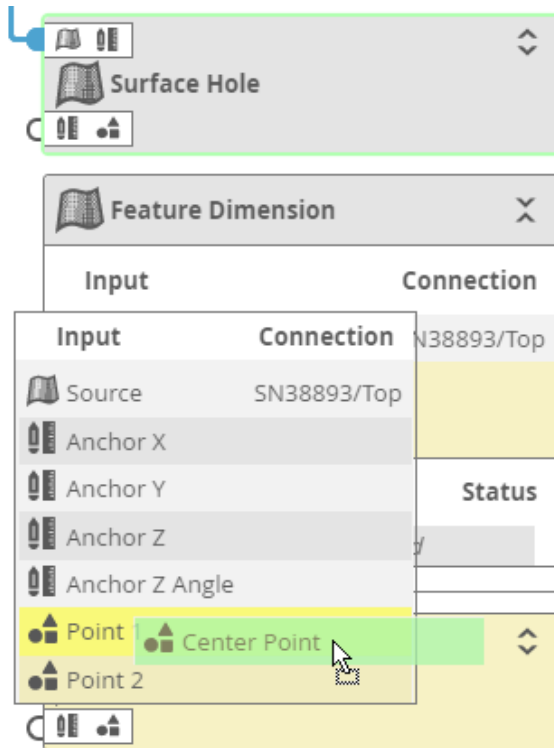 Surface Hole
Feature Dimension
Input Connection
N38893/Top
Input Connection
Source SN38893/Top
Anchor X
Anchor Y
Anchor Z
Anchor Z Angle
Point 1
Center Point
Point 2
Status
d